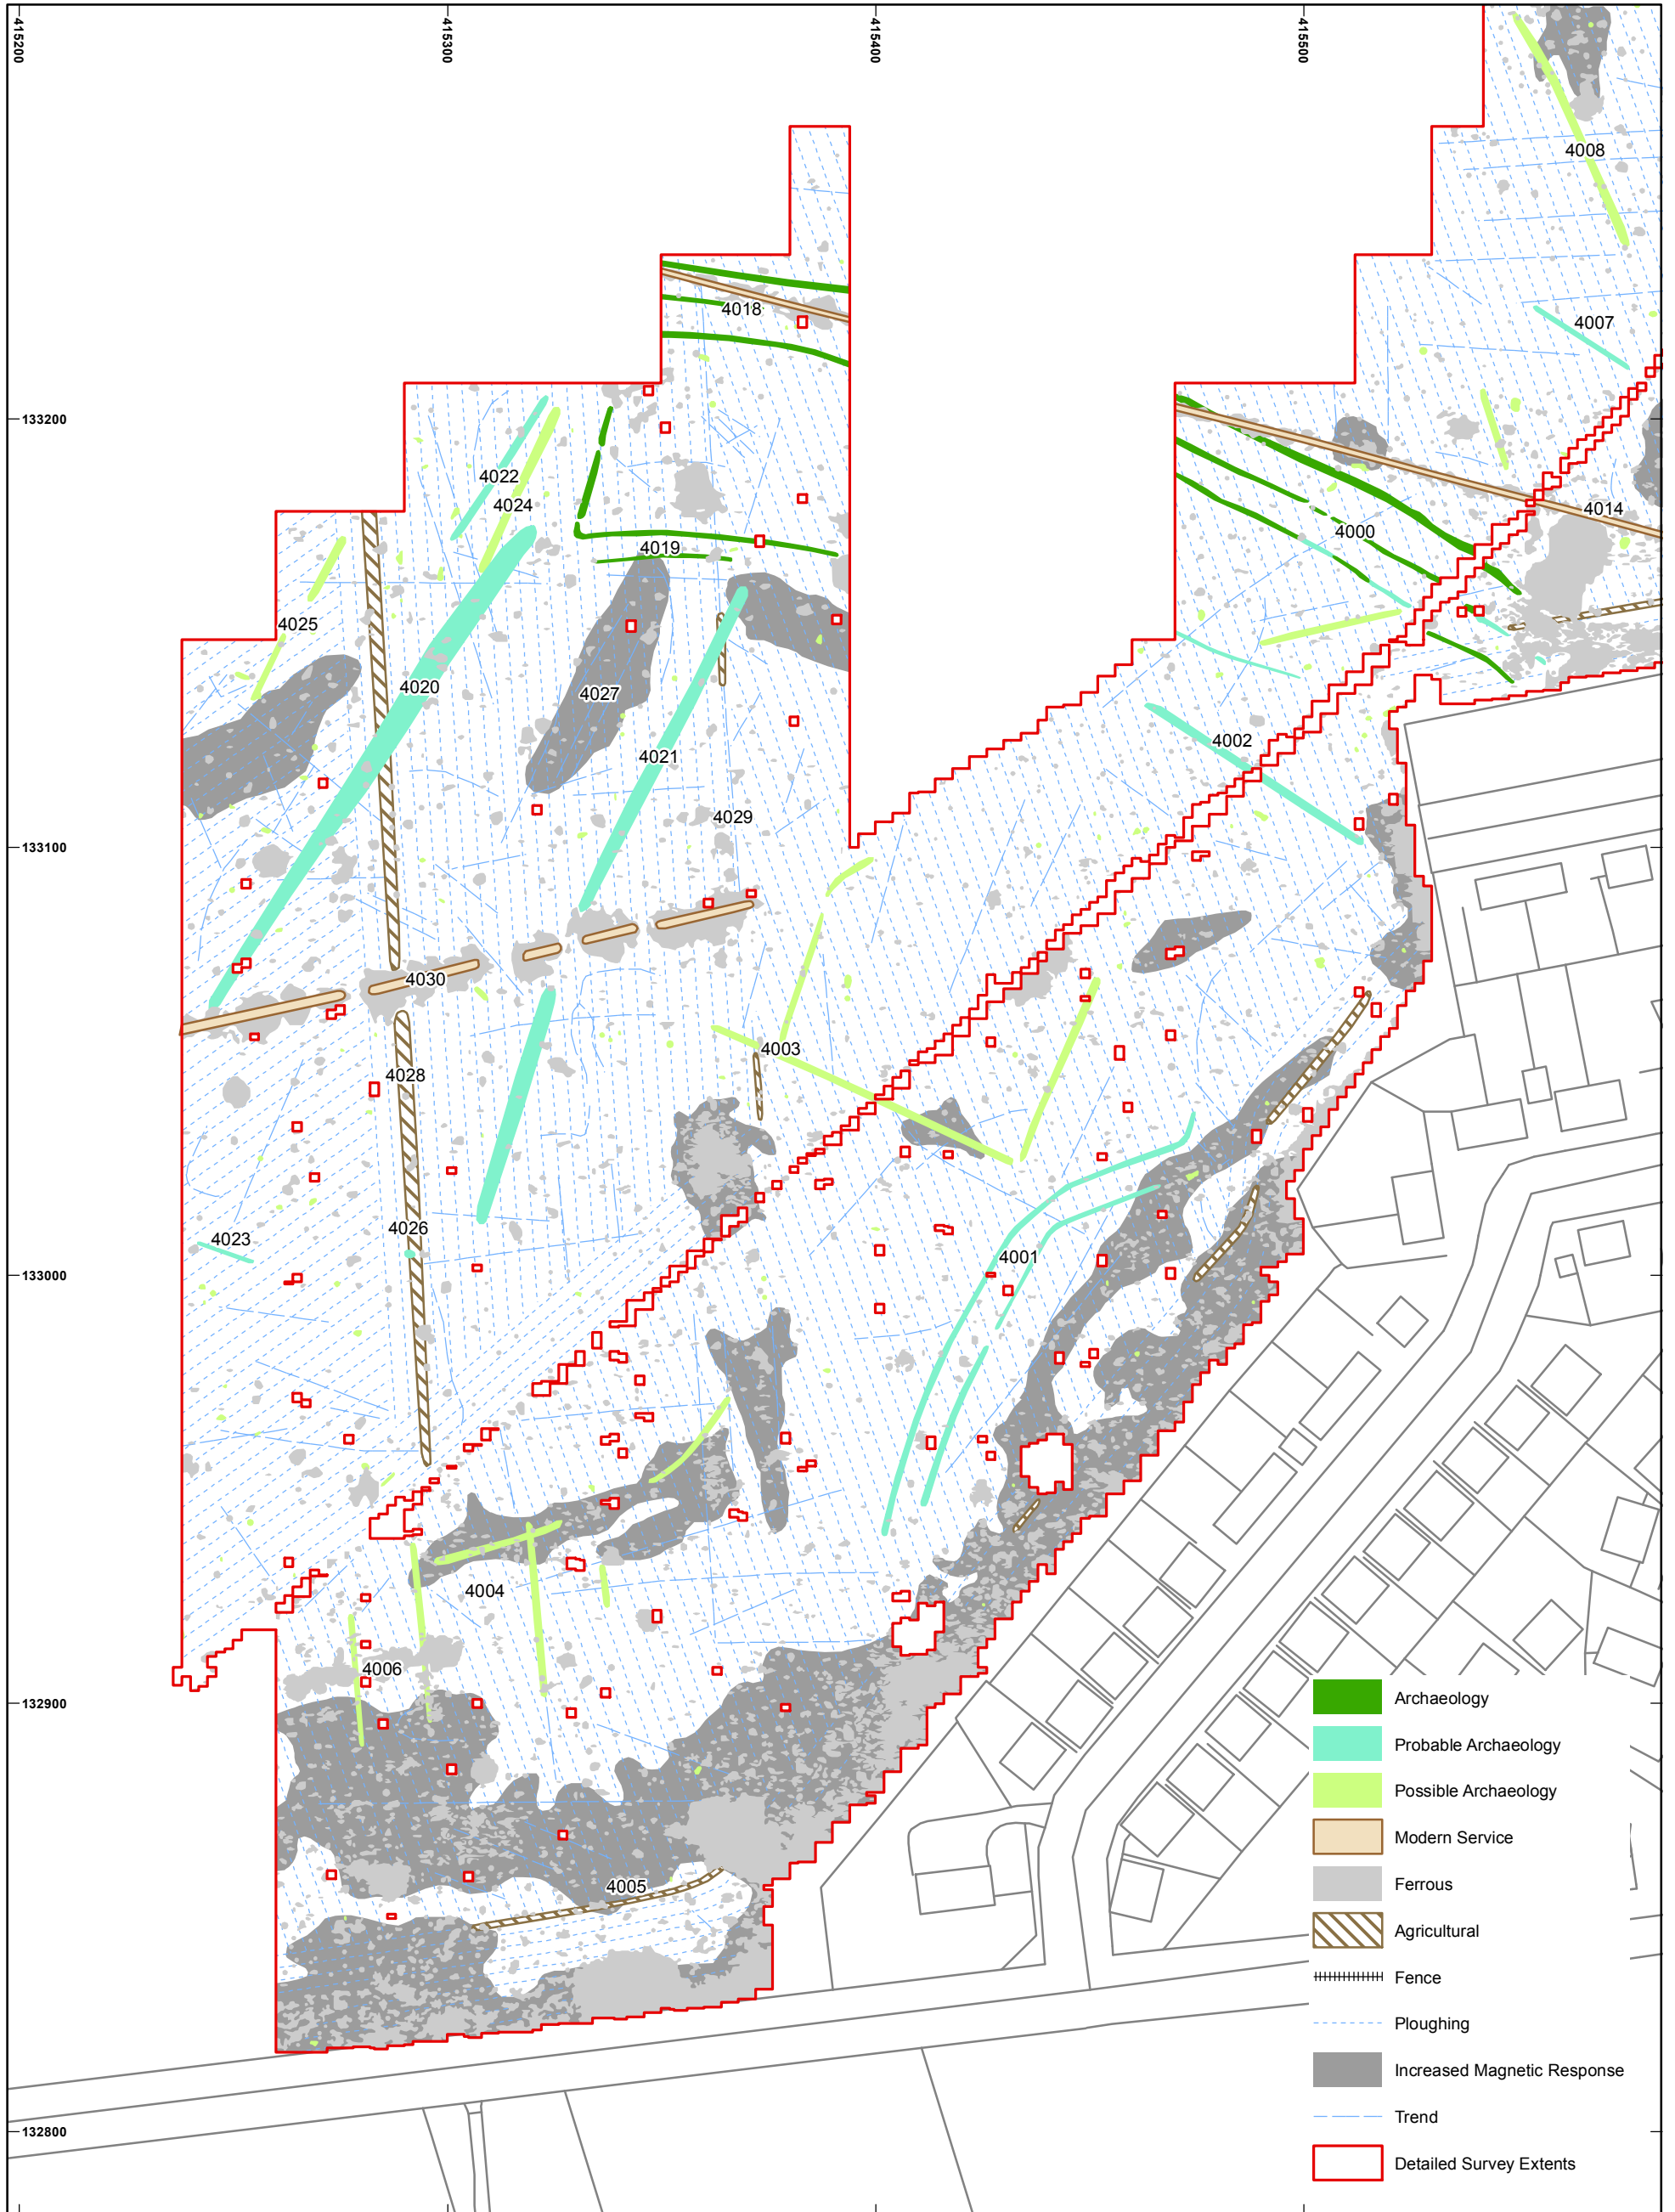 415200
415300
415400
415500
4008
4018
4007
133200
4022
4024
4014
4000
4019
4025
4020
4027
4002
4021
4029
133100
4030
4003
4028
4026
4023
4001
133000
4004
4006
132900
Archaeology
Probable Archaeology
Possible Archaeology
Modern Service
4005
Ferrous
Agricultural
Fence
Ploughing
Increased Magnetic Response
132800
Trend
Detailed Survey Extents